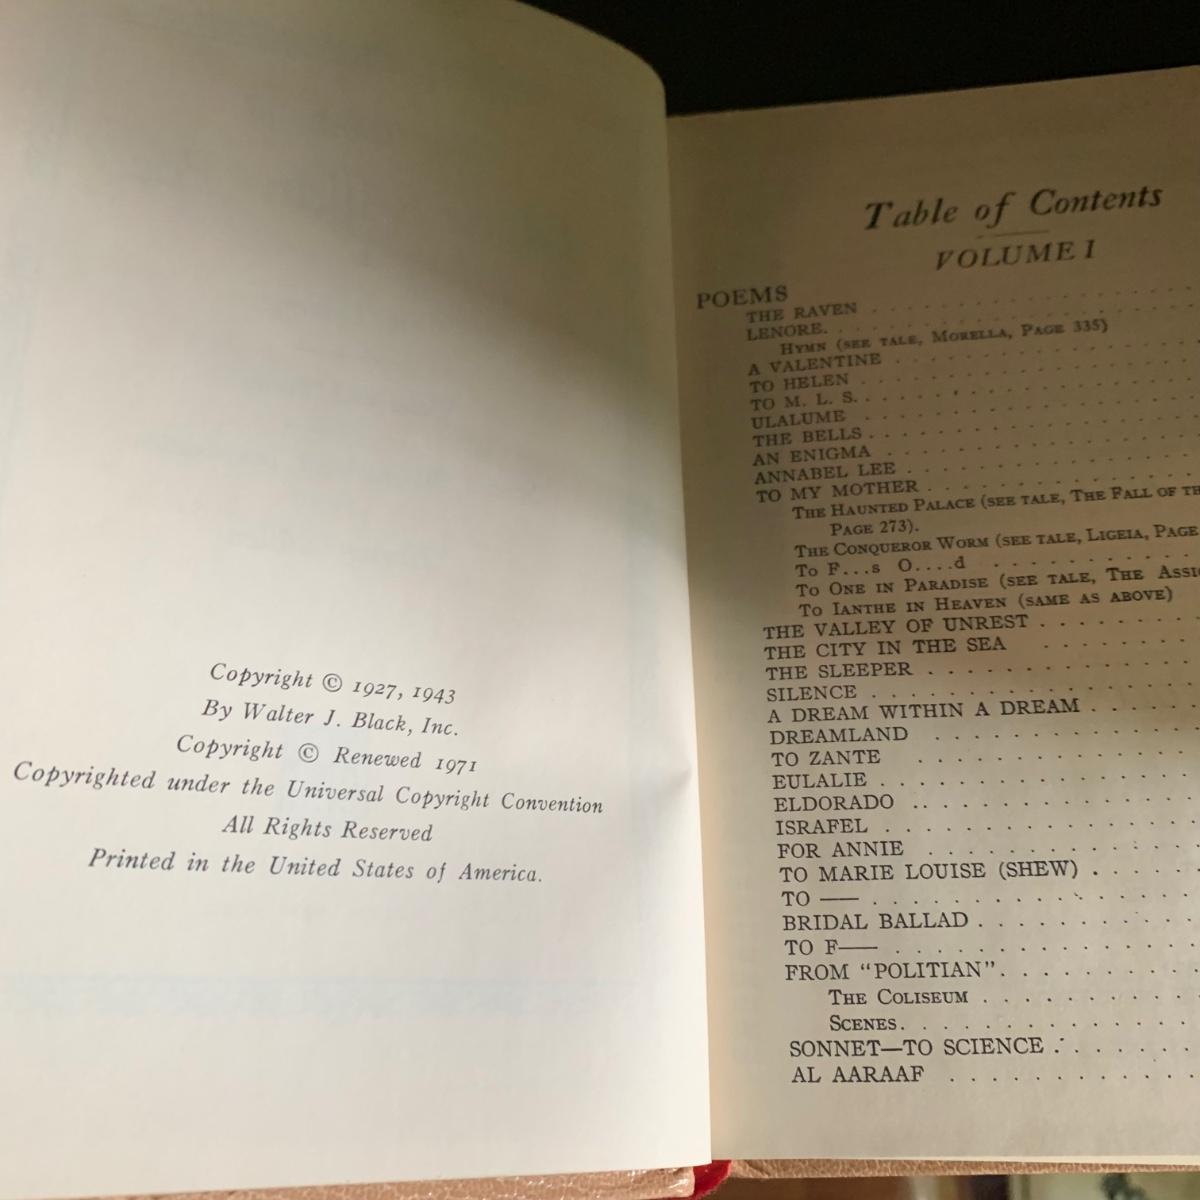 Copyright © 1927, 1943
By Walter J. Black, Inc.
Copyright © Renewed 1971
Copyrighted under the Universal Copyright Convention
All Rights Reserved
Printed in the United States of America.
Table of Contents
VOLUME I
POEMS
THE RAVEN
LENORE.
HYMN (SEE TALE, MORELLA, PAGE 335)
A VALENTINE
TO HELEN
TO M. L. S.
ULALUME
THE BELLS
AN ENIGMA
ANNABEL LEE
TO MY MOTHER
THE HAUNTED PALACE (SEE TALE, THE FALL OF
PAGE 273).
THE CONQUEROR WORM (SEE TALE, LIGEIA, PAGE
To F...s O....d
To ONE IN PARADISE (SEE TALE, THE
To IANTHE IN HEAVEN (SAME AS ABOVE)
THE VALLEY OF UNREST
THE CITY IN THE SEA
THE SLEEPER
SILENCE
A DREAM WITHIN A DREAM
DREAMLAND
TO ZANTE
EULALIE
ELDORADO
ISRAFEL
FOR ANNIE
TO MARIE LOUISE (SHEW)
TO ——
BRIDAL BALLAD
TO F——
FROM “POLITIAN”
THE COLISEUM
SCENES
SONNET—TO SCIENCE
AL AARAAF